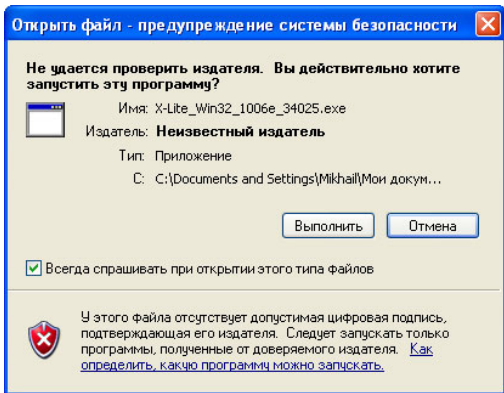 Открыть файл - предупреждение системы безопасности
Не удается проверить издателя. Вы действительно хотите
запустить эту программу?
Имя: X-Lite_Win32_1006e_34025.exe
Издатель: Неизвестный издатель
Тип: Приложение
С: C:\Documents and Settings\Mikhail\Мои докум...
Выполнить
Отмена
Всегда спрашивать при открытии этого типа файлов
У этого файла отсутствует допустимая цифровая подпись,
подтверждающая его издателя. Следует запускать только
программы, полученные от доверяемого издателя. Как
определить, какую программу можно запускать.